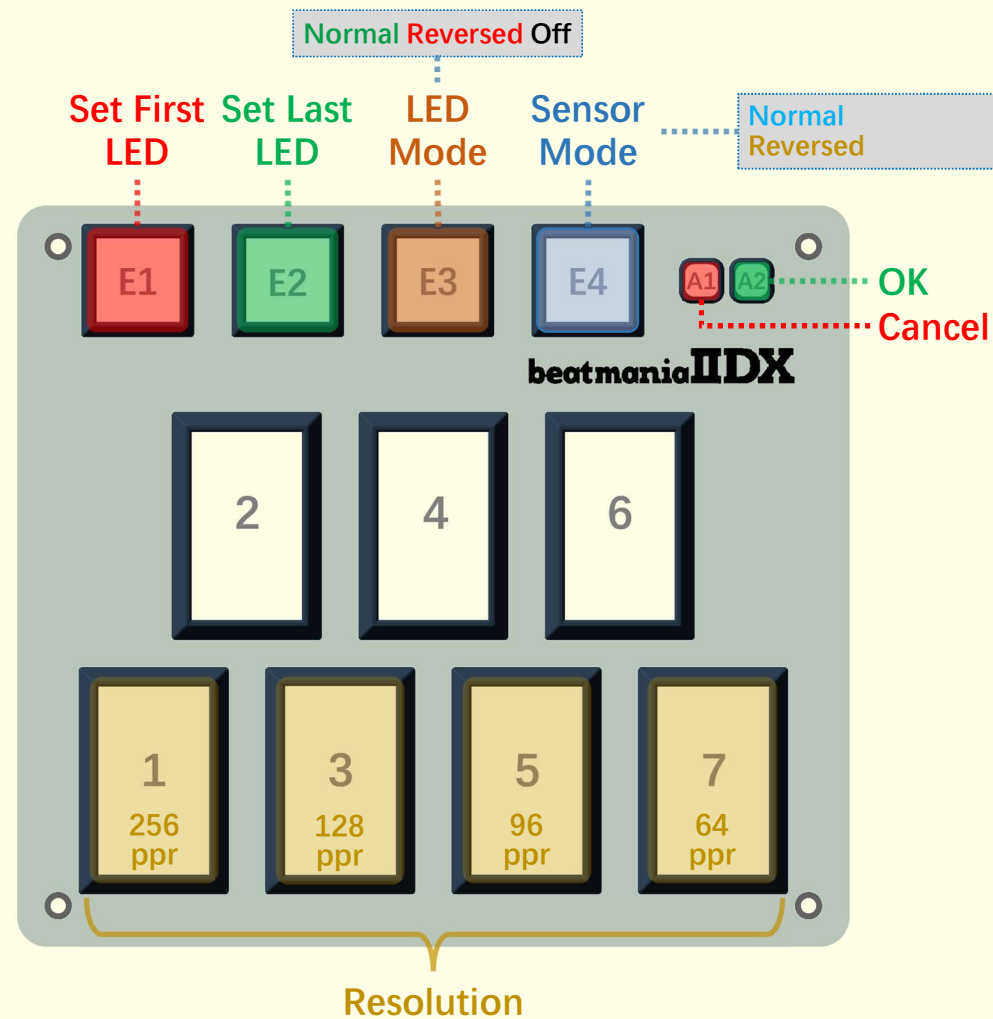 Normal Reversed Off
Set First
LED
Set Last
LED
LED
Mode
Sensor
Mode
Normal
Reversed
E1
E2
E3
E4
A1
A2
OK
Cancel
beatmania IIDX
2
4
6
1
256
ppr
3
128
ppr
5
96
ppr
7
64
ppr
Resolution